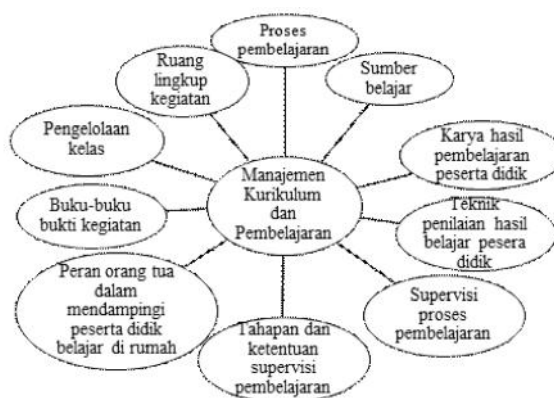 Proses
pembelajaran
Ruang
lingkup
kegiatan
Sumber
belajar
Pengelolaan
kelas
Karya hasil
pembelajaran
peserta didik
Manajemen
Kurikulum
dan
Pembelajaran
Buku-buku
bukti kegiatan
Teknik
penilaian hasil
belajar pesera
didik
Peran orang tua
dalam
mendampingi
peserta didik
belajar di rumah
Supervisi
proses
pembelajaran
Tahapan dan
ketentuan
supervisi
pembelajaran